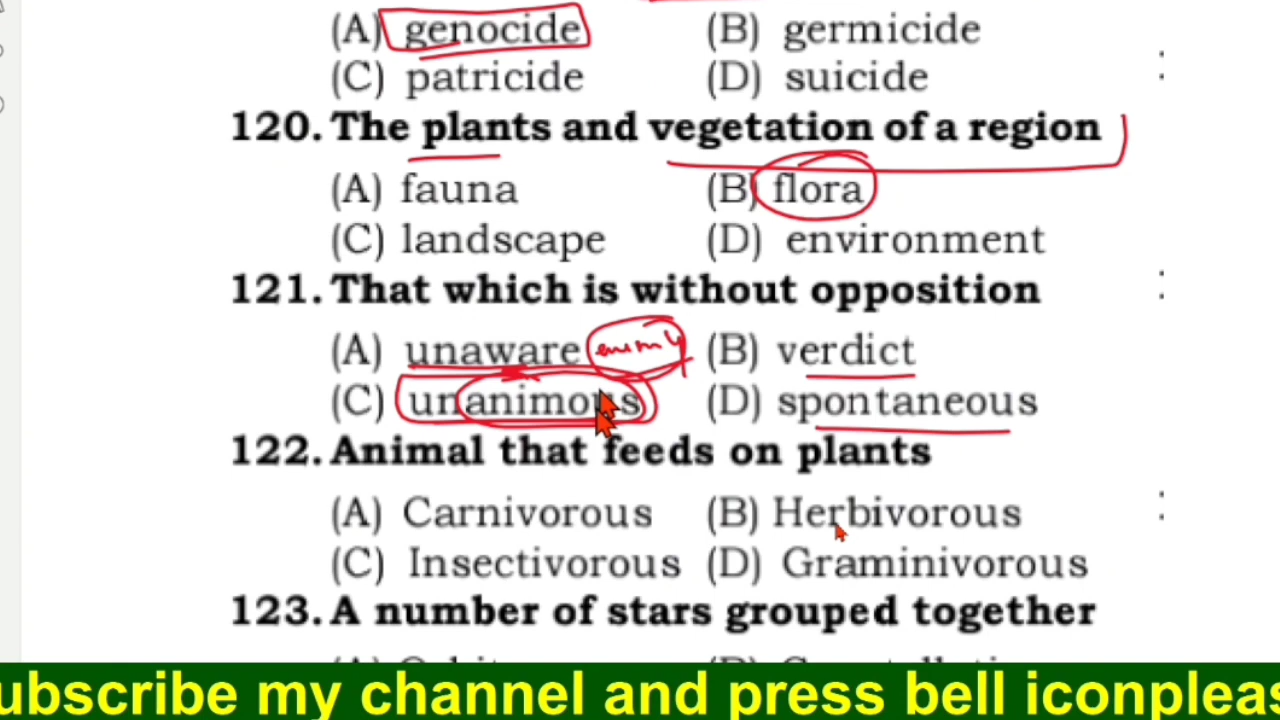 (A) genocide (B) germicide
(C) patricide (D) suicide
120. The plants and vegetation of a region
(A) fauna (B) flora
(C) landscape (D) environment
121. That which is without opposition
(A) unaware (B) verdict
(C) unanimous (D) spontaneous
122. Animal that feeds on plants
(A) Carnivorous (B) Herbivorous
(C) Insectivorous (D) Graminivorous
123. A number of stars grouped together
ubscribe my channel and press bell iconpleas